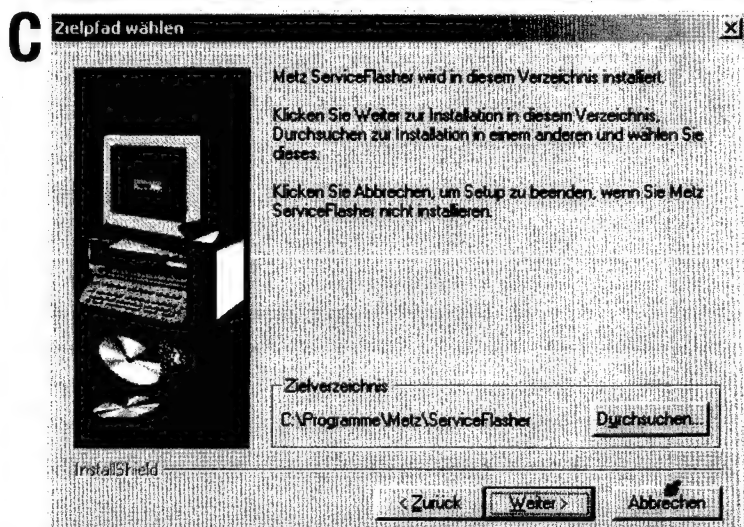 C
Zielpfad wählen
Metz ServiceFlasher wird in diesem Verzeichnis installiert.
Klicken Sie Weiter zur Installation in diesem Verzeichnis,
Durchsuchen zur Installation in einem anderen und wählen Sie
dieses.
Klicken Sie Abbrechen, um Setup zu beenden, wenn Sie Metz
ServiceFlasher nicht installieren.
Zielverzeichnis
C:\Programme\Metz\ServiceFlasher
Durchsuchen...
InstallShield
< Zurück
Weiter >
Abbrechen